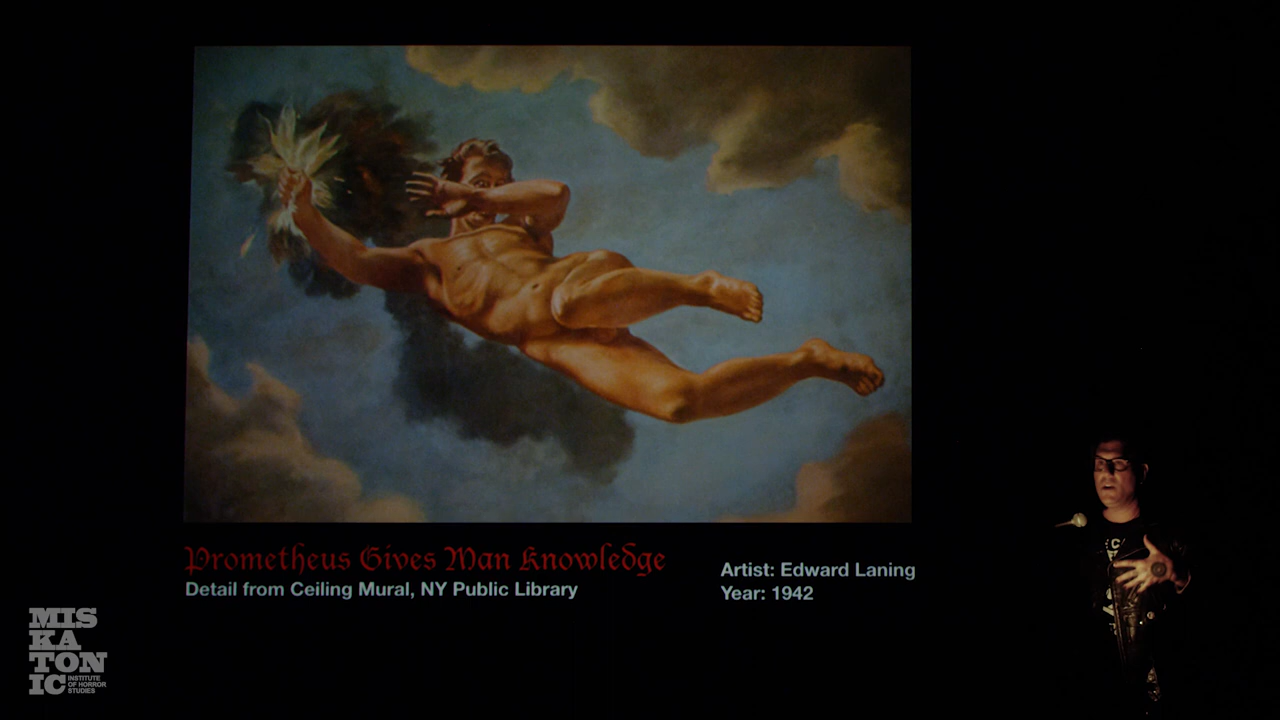 Prometheus Gives Man Knowledge
Detail from Ceiling Mural, NY Public Library
Artist: Edward Laning
Year: 1942
MIS
KA
TON
IC INSTITUTE
OF HORROR
STUDIES